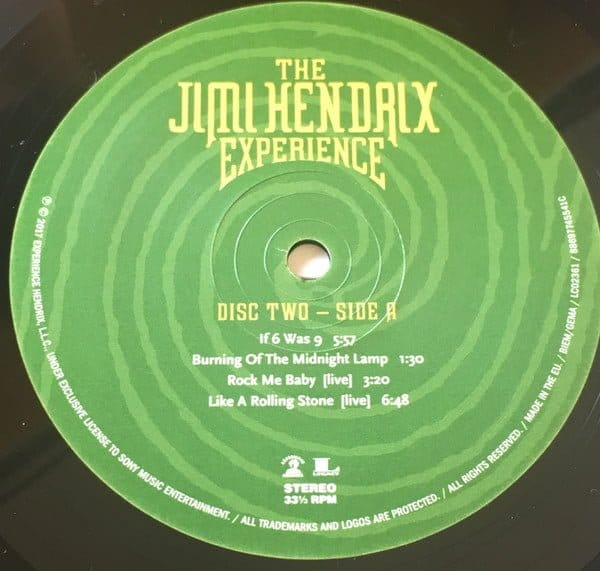 THE
JIMI HENDRIX
EXPERIENCE
DISC TWO – SIDE A
If 6 Was 9 5:57
Burning Of The Midnight Lamp 1:30
Rock Me Baby [live] 3:20
Like A Rolling Stone [live] 6:48
STEREO
33⅓ RPM
℗ © 2017 EXPERIENCE HENDRIX, L.L.C., UNDER EXCLUSIVE LICENSE TO SONY MUSIC ENTERTAINMENT. / ALL TRADEMARKS AND LOGOS ARE PROTECTED. / ALL RIGHTS RESERVED. / MADE IN THE EU. / BIEM/GEMA / LC02361 / 88697745541C